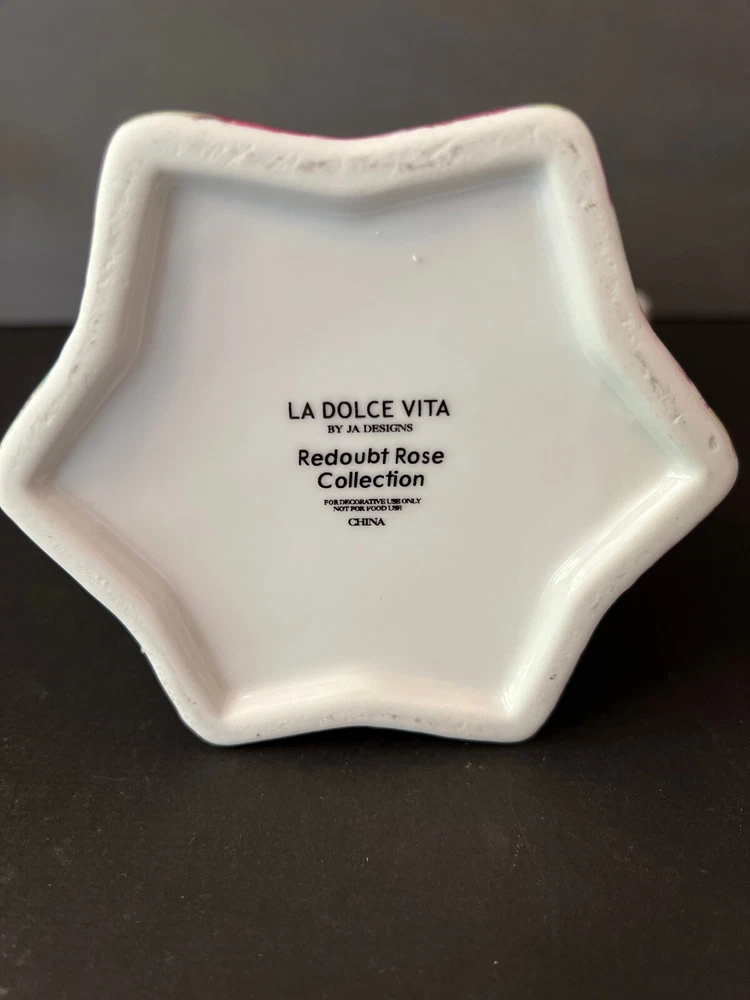 LA DOLCE VITA
BY JA DESIGNS
Redoubt Rose
Collection
FOR DECORATIVE USE ONLY
NOT FOR FOOD USE
CHINA